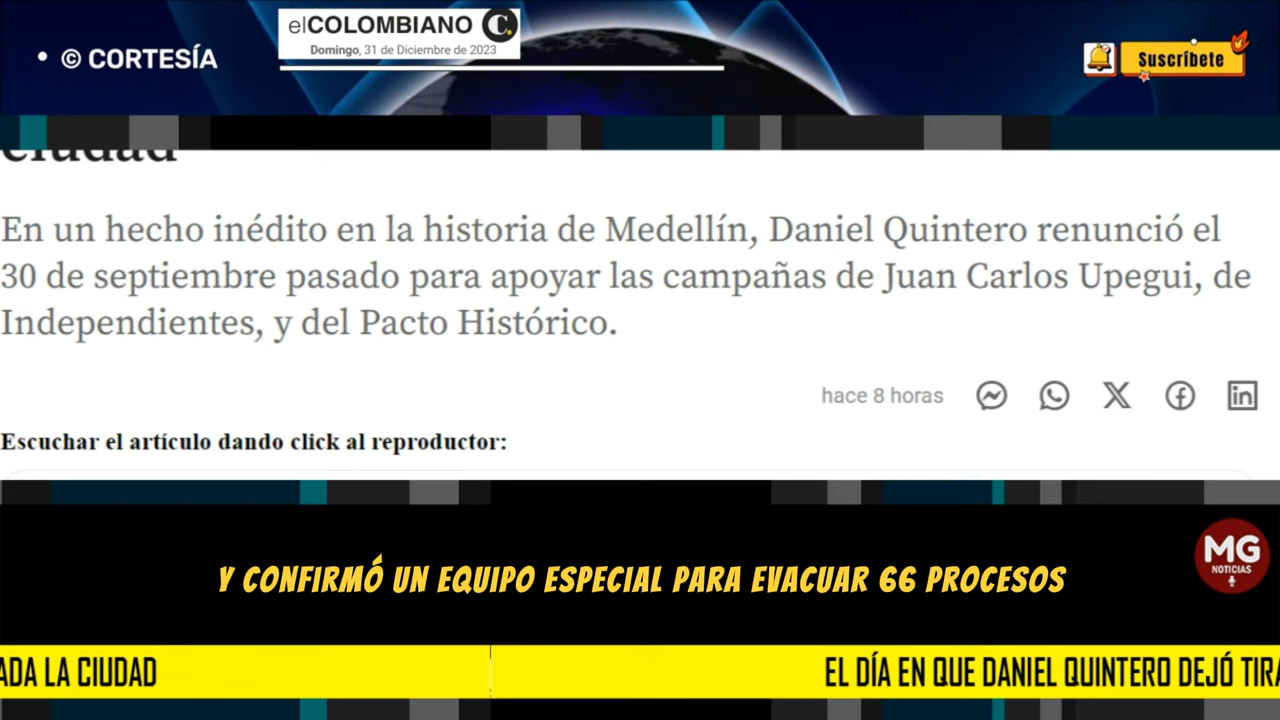 • © CORTESÍA
elCOLOMBIANO C.
Domingo, 31 de Diciembre de 2023
Suscríbete
ciudad
En un hecho inédito en la historia de Medellín, Daniel Quintero renunció el
30 de septiembre pasado para apoyar las campañas de Juan Carlos Upegui, de
Independientes, y del Pacto Histórico.
hace 8 horas
Escuchar el artículo dando click al reproductor:
Y CONFIRMÓ UN EQUIPO ESPECIAL PARA EVACUAR 66 PROCESOS
MG
NOTICIAS
ADA LA CIUDAD
EL DÍA EN QUE DANIEL QUINTERO DEJÓ TIRA